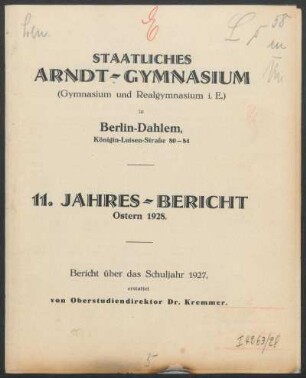 E
58
STAATLICHES
ARNDT-GYMNASIUM
(Gymnasium und Realgymnasium i. E.)
in
Berlin-Dahlem,
Königin-Luisen-Straße 80-84
11. JAHRES-BERICHT
Ostern 1928.
Bericht über das Schuljahr 1927,
erstattet
von Oberstudiendirektor Dr. Kremmer.